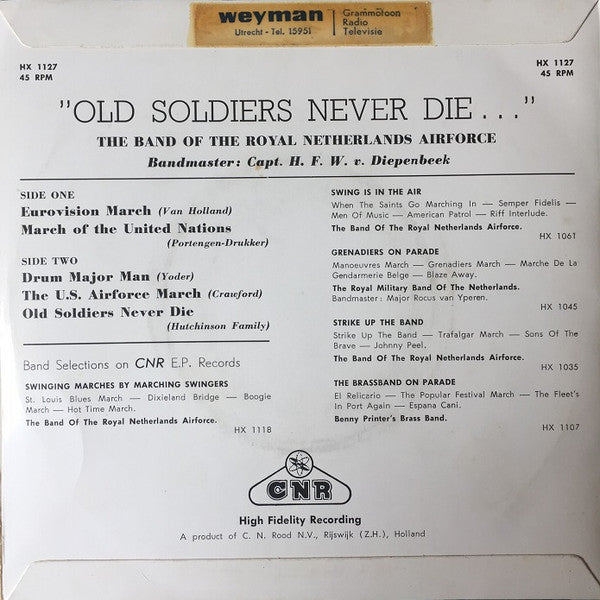 weyman
Utrecht - Tel. 15951
Grammofoon
Radio
Televisie
HX 1127
45 RPM
HX 1127
45 RPM
"OLD SOLDIERS NEVER DIE..."
THE BAND OF THE ROYAL NETHERLANDS AIRFORCE
Bandmaster: Capt. H. F. W. v. Diepenbeek
SIDE ONE
Eurovision March (Van Holland)
March of the United Nations
(Portengen-Drukker)
SIDE TWO
Drum Major Man (Yoder)
The U.S. Airforce March (Crawford)
Old Soldiers Never Die
(Hutchinson Family)
Band Selections on CNR E.P. Records
SWINGING MARCHES BY MARCHING SWINGERS
St. Louis Blues March — Dixieland Bridge — Boogie
March — Hot Time March.
The Band Of The Royal Netherlands Airforce.
HX 1118
SWING IS IN THE AIR
When The Saints Go Marching In — Semper Fidelis —
Men Of Music — American Patrol — Riff Interlude.
The Band Of The Royal Netherlands Airforce.
HX 1061
GRENADIERS ON PARADE
Manoeuvres March — Grenadiers March — Marche De La
Gendarmerie Belge — Blaze Away.
The Royal Military Band Of The Netherlands.
Bandmaster: Major Rocus van Yperen.
HX 1045
STRIKE UP THE BAND
Strike Up The Band — Trafalgar March — Sons Of The
Brave — Johnny Peel.
The Band Of The Royal Netherlands Airforce.
HX 1035
THE BRASSBAND ON PARADE
El Relicario — The Popular Festival March — The Fleet's
In Port Again — Espana Cani.
Benny Printer's Brass Band.
HX 1107
CNR
High Fidelity Recording
A product of C. N. Rood N.V., Rijswijk (Z.H.), Holland